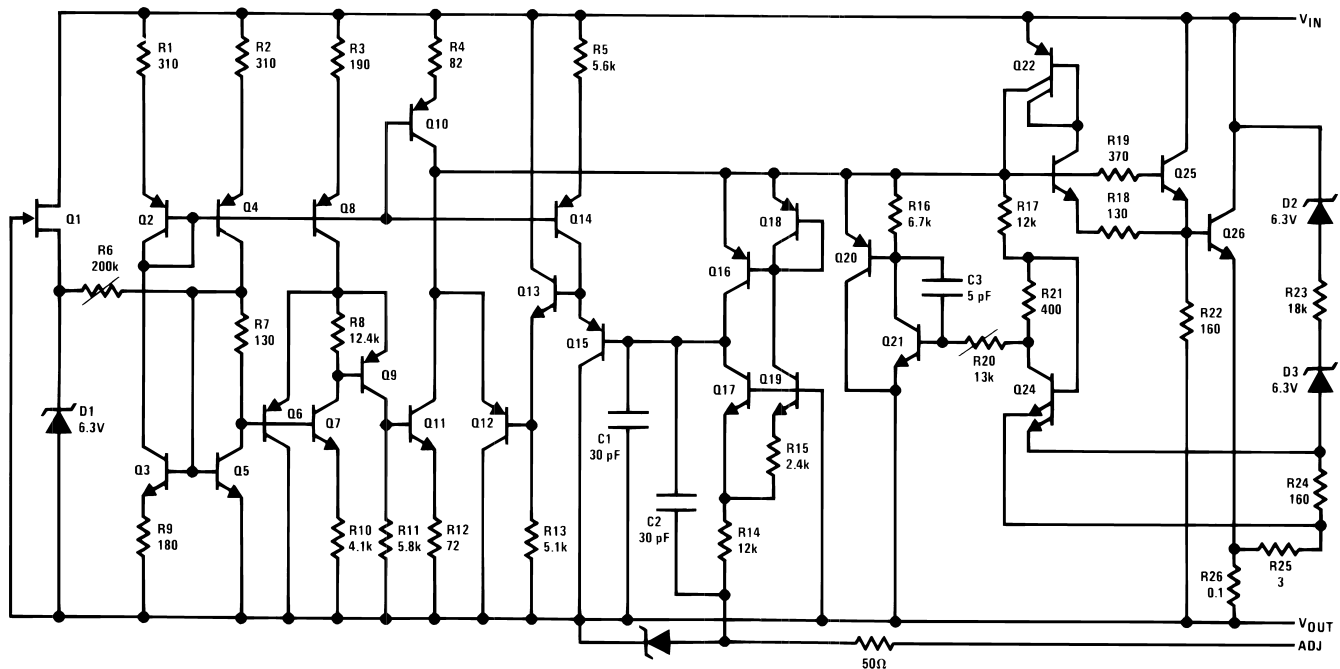 VIN
R1
310
R2
310
R3
190
R4
82
R5
5.6k
Q22
Q10
R19
370
Q25
R16
6.7k
R17
12k
R18
130
D2
6.3V
Q1
Q2
Q4
Q8
Q14
Q18
Q20
Q26
R6
200k
Q16
C3
5 pF
Q13
R21
400
R22
160
R23
18k
R7
130
R8
12.4k
Q15
Q21
R20
13k
Q9
Q17
Q19
Q24
D3
6.3V
D1
6.3V
Q6
Q7
Q11
Q12
C1
30 pF
R15
2.4k
Q3
Q5
R24
160
R9
180
R10
4.1k
R11
5.8k
R12
72
R13
5.1k
C2
30 pF
R14
12k
R25
3
R26
0.1
VOUT
ADJ
50Ω